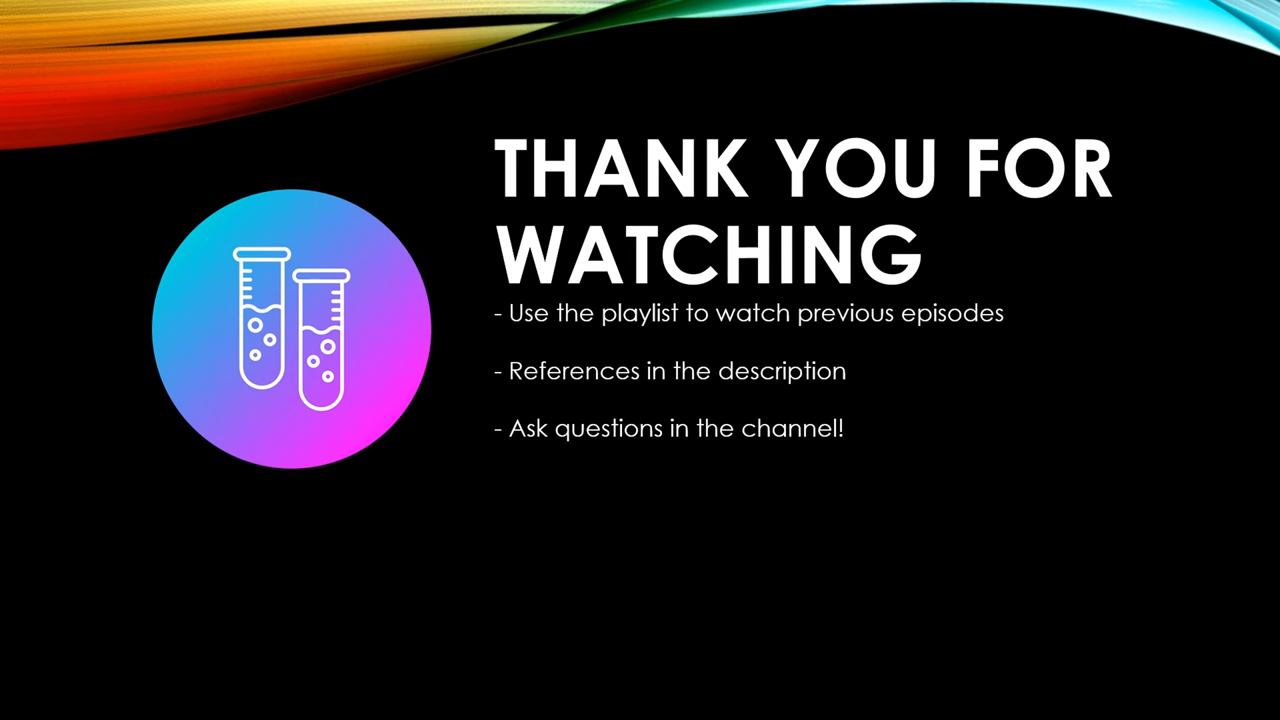 THANK YOU FOR
WATCHING
- Use the playlist to watch previous episodes
- References in the description
- Ask questions in the channel!